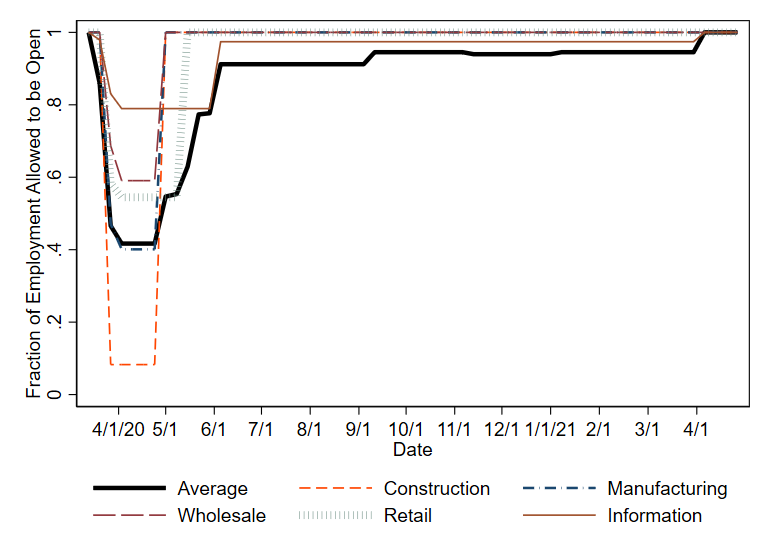 Fraction of Employment Allowed to be Open
1
.8
.6
.4
.2
0
4/1/20 5/1 6/1 7/1 8/1 9/1 10/1 11/1 12/1 1/1/21 2/1 3/1 4/1
Date
Average Construction Manufacturing
Wholesale Retail Information